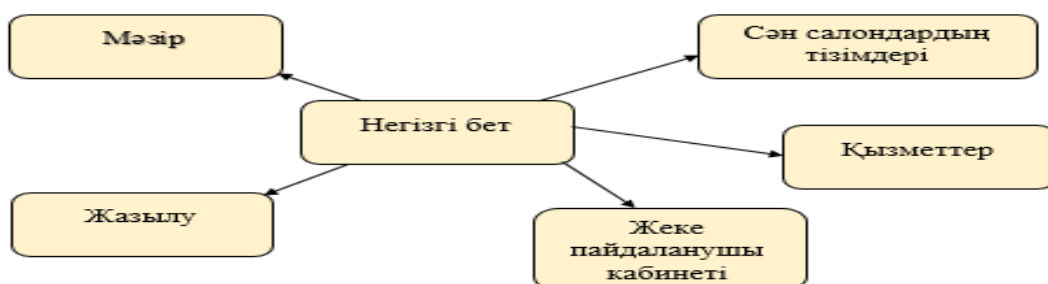 Мәзір
Сән салондардың
тізімдері
Негізгі бет
Қызметтер
Жазылу
Жеке
пайдаланушы
кабинеті